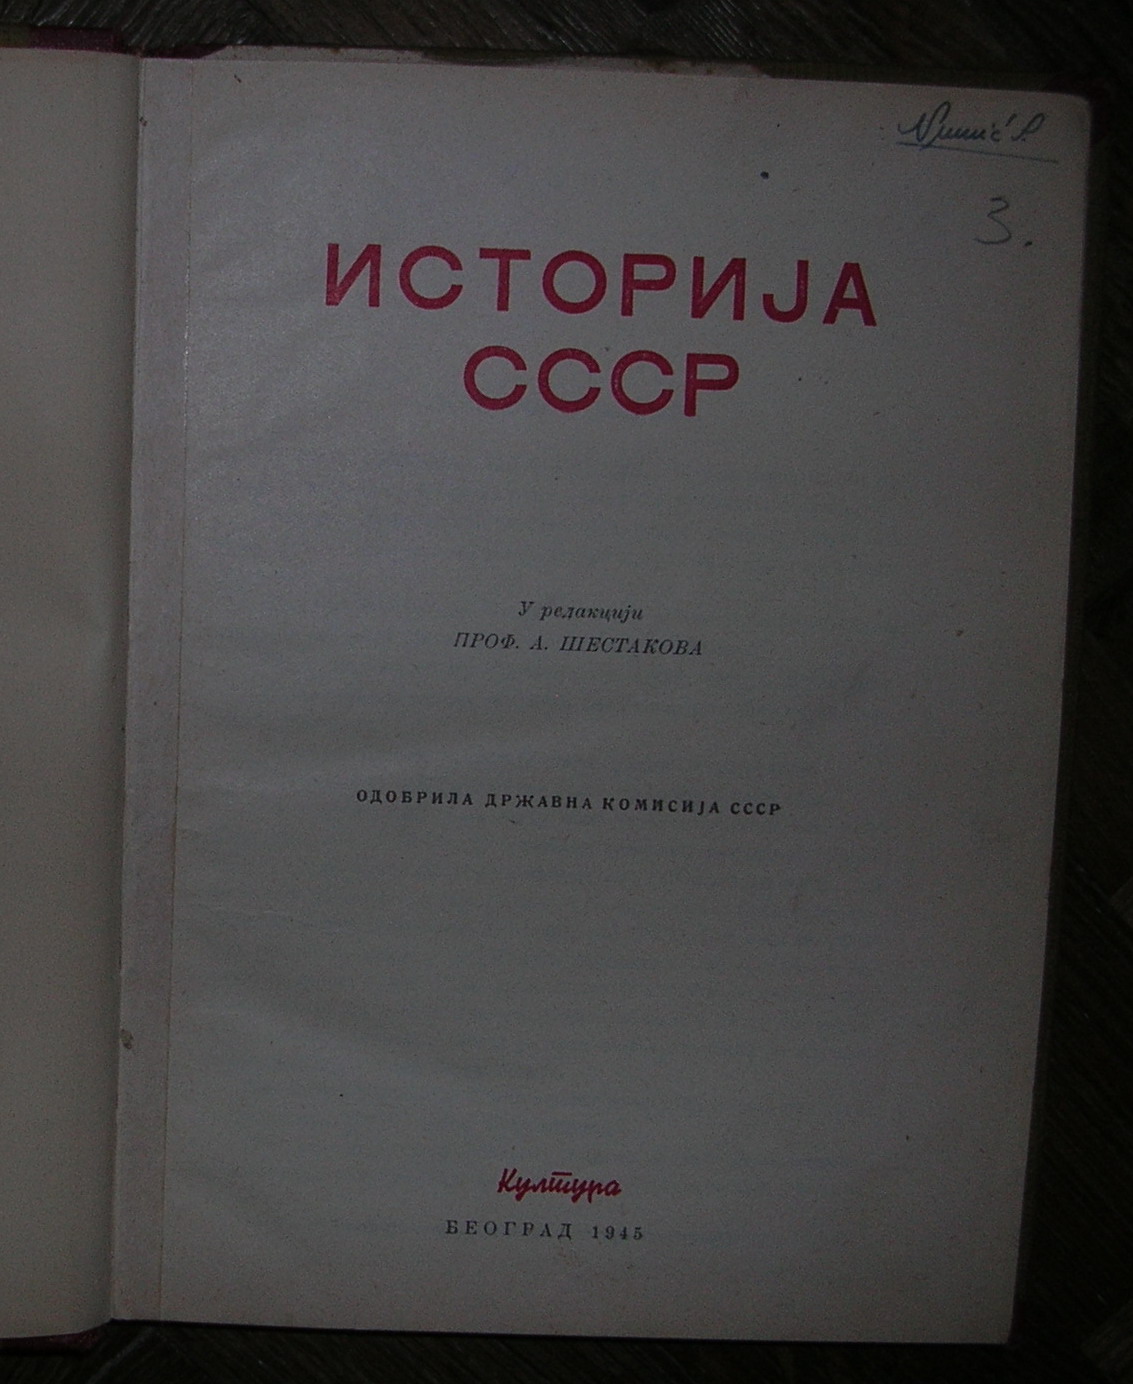 3.
ИСТОРИЈА
СССР
У редакцији
ПРОФ. А. ШЕСТАКОВА
ОДОБРИЛА ДРЖАВНА КОМИСИЈА СССР
Култура
БЕОГРАД 1945